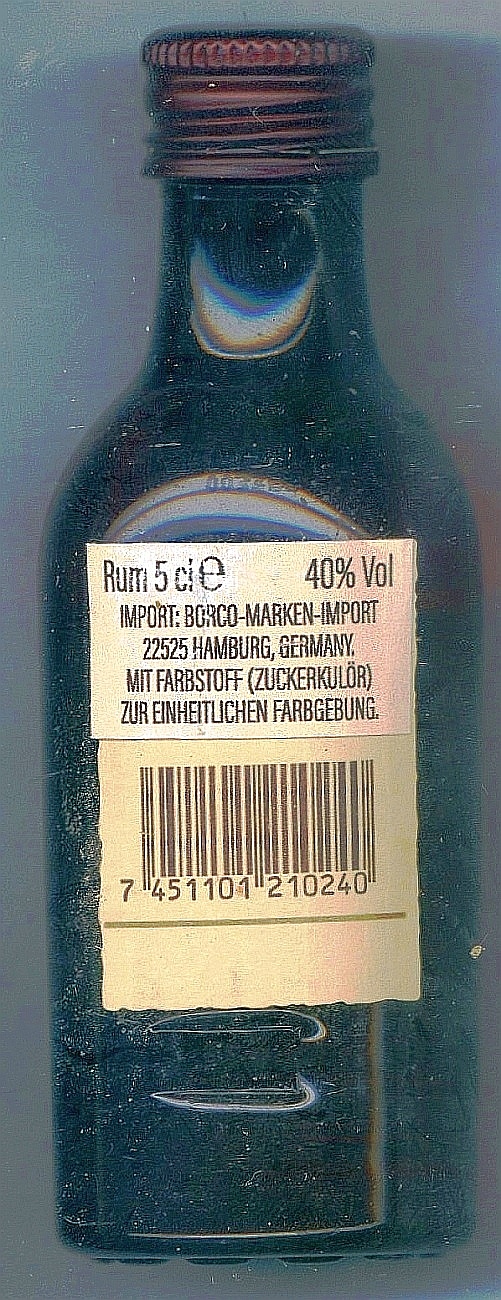 Rum 5 cl ℮ 40% Vol
IMPORT: BORCO-MARKEN-IMPORT
22525 HAMBURG, GERMANY.
MIT FARBSTOFF (ZUCKERKULÖR)
ZUR EINHEITLICHEN FARBGEBUNG.
7 451101 210240